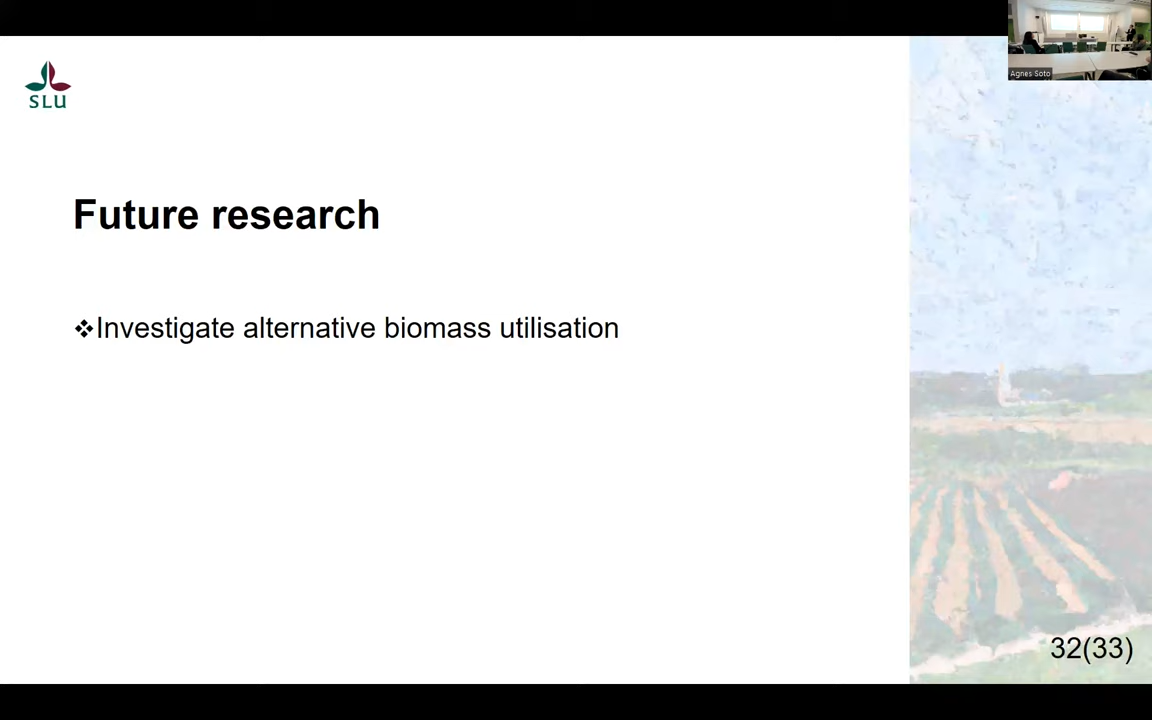 Agnes Soto
SLU
Future research
❖Investigate alternative biomass utilisation
32(33)